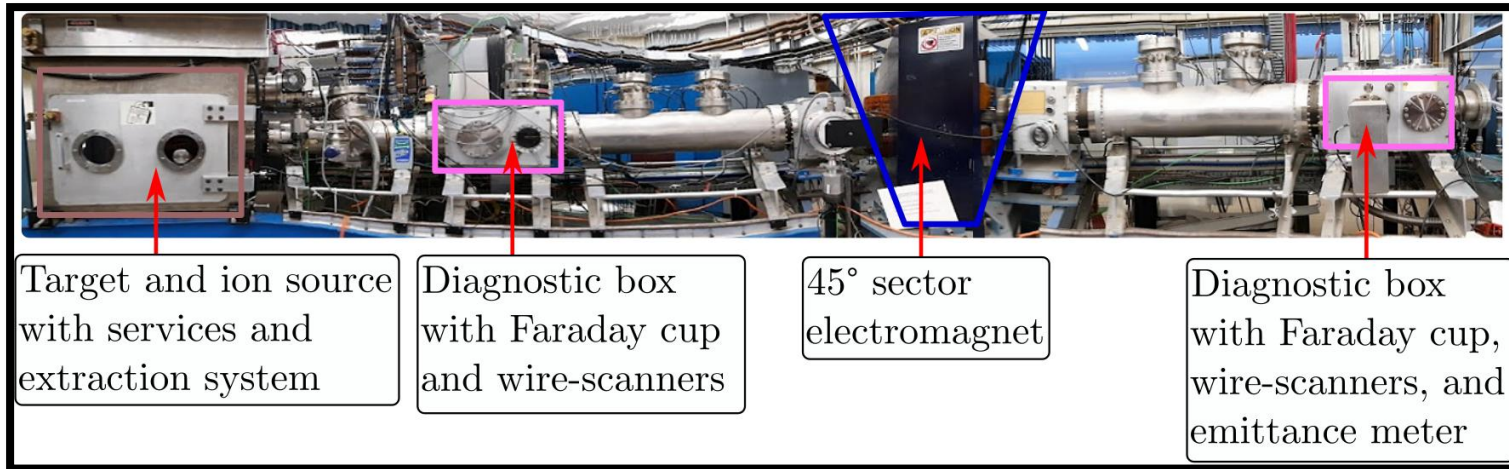 Target and ion source
with services and
extraction system
Diagnostic box
with Faraday cup
and wire-scanners
45° sector
electromagnet
Diagnostic box
with Faraday cup,
wire-scanners, and
emittance meter